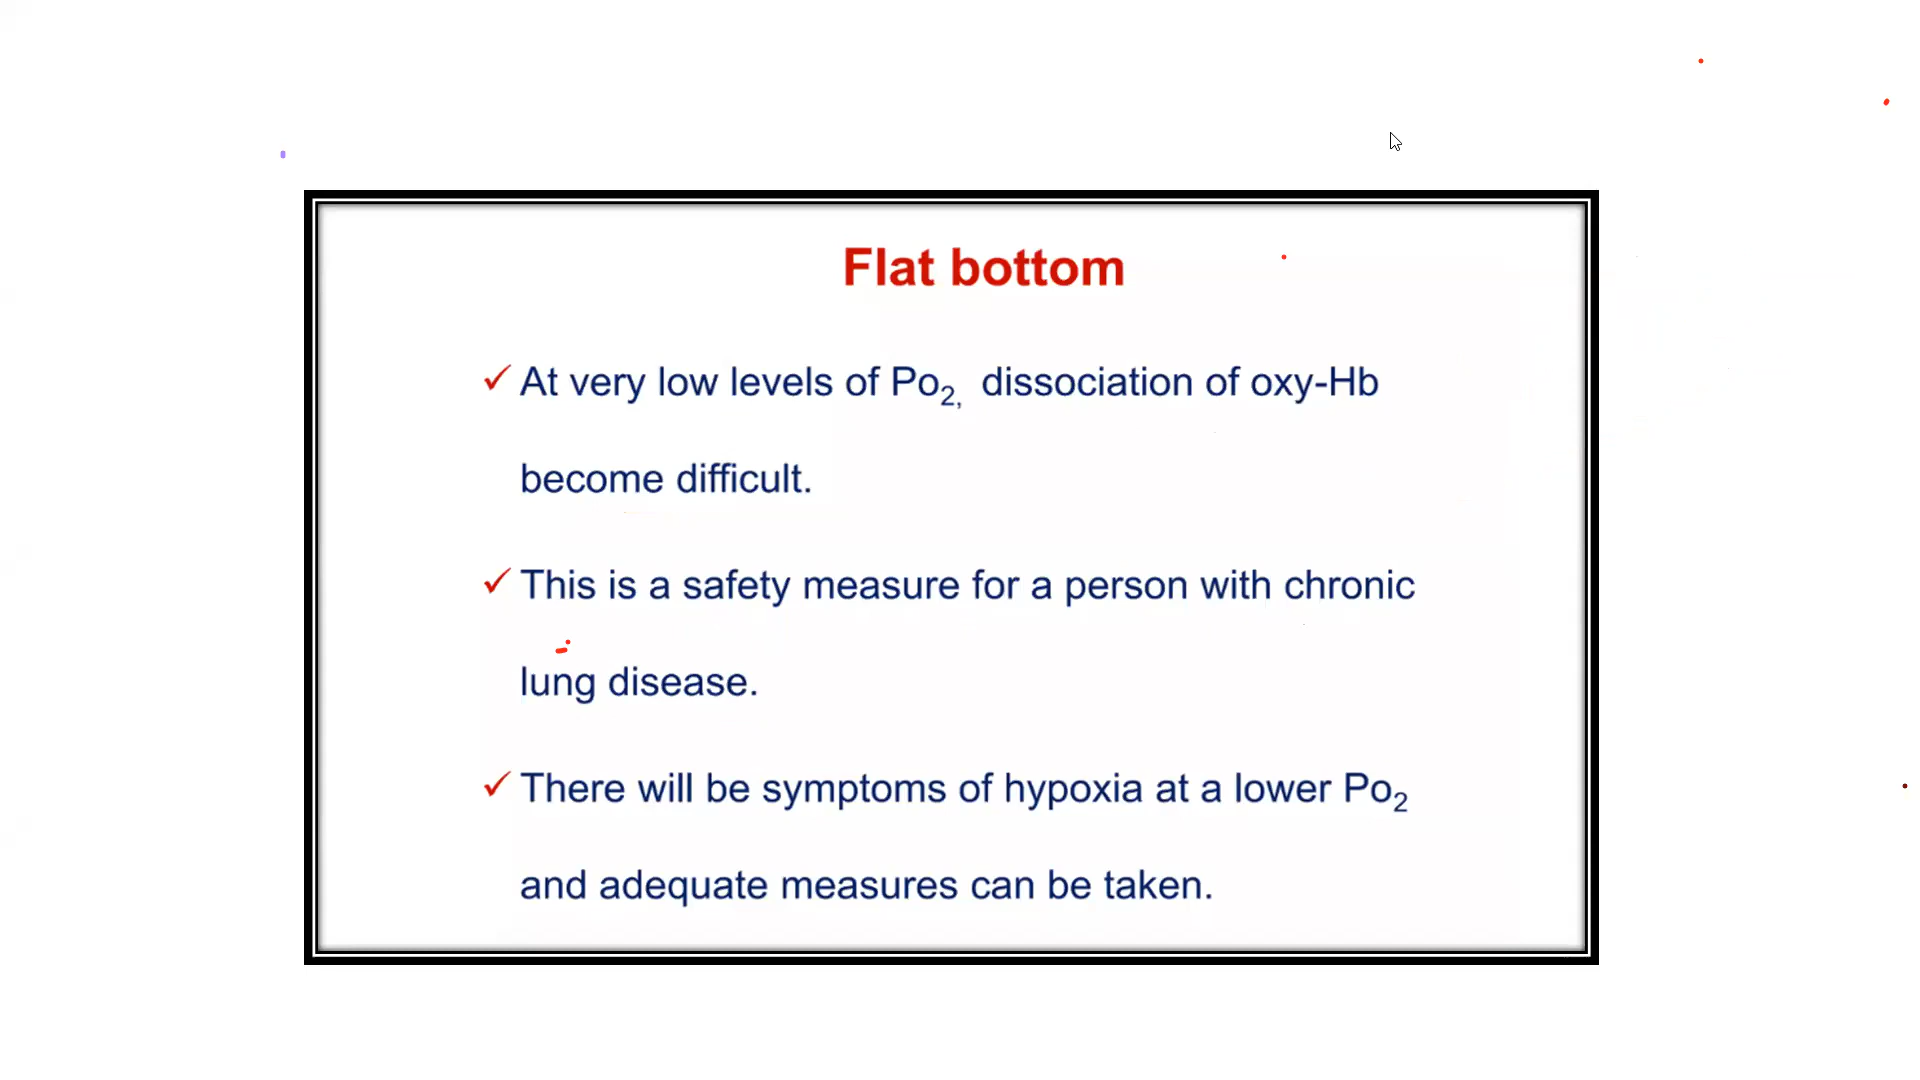 Flat bottom
✓ At very low levels of Po₂, dissociation of oxy-Hb
become difficult.
✓ This is a safety measure for a person with chronic
lung disease.
✓ There will be symptoms of hypoxia at a lower Po₂
and adequate measures can be taken.